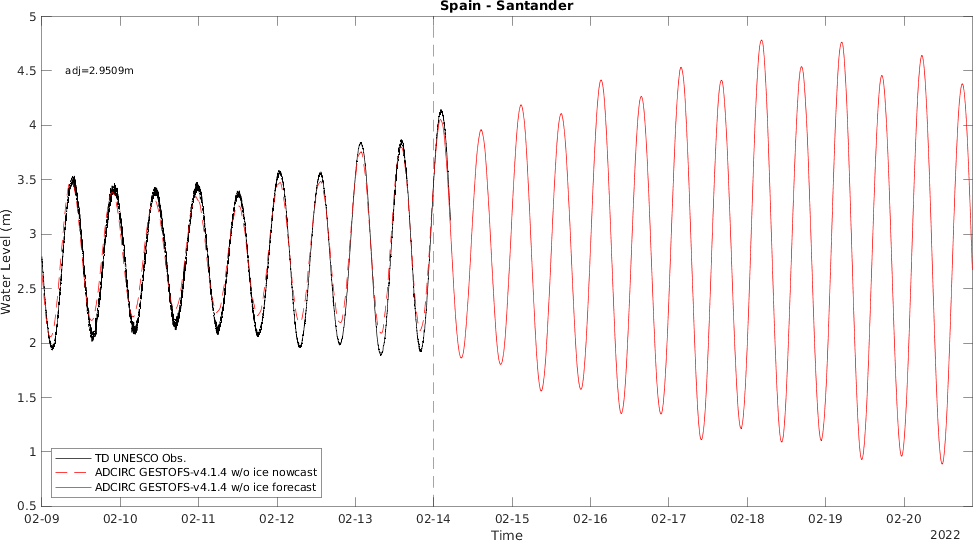 Spain - Santander
5
4.5
4
3.5
3
2.5
2
1.5
1
0.5
Water Level (m)
adj=2.9509m
TD UNESCO Obs.
ADCIRC GESTOFS-v4.1.4 w/o ice nowcast
ADCIRC GESTOFS-v4.1.4 w/o ice forecast
02-09 02-10 02-11 02-12 02-13 02-14 02-15 02-16 02-17 02-18 02-19 02-20
Time
2022